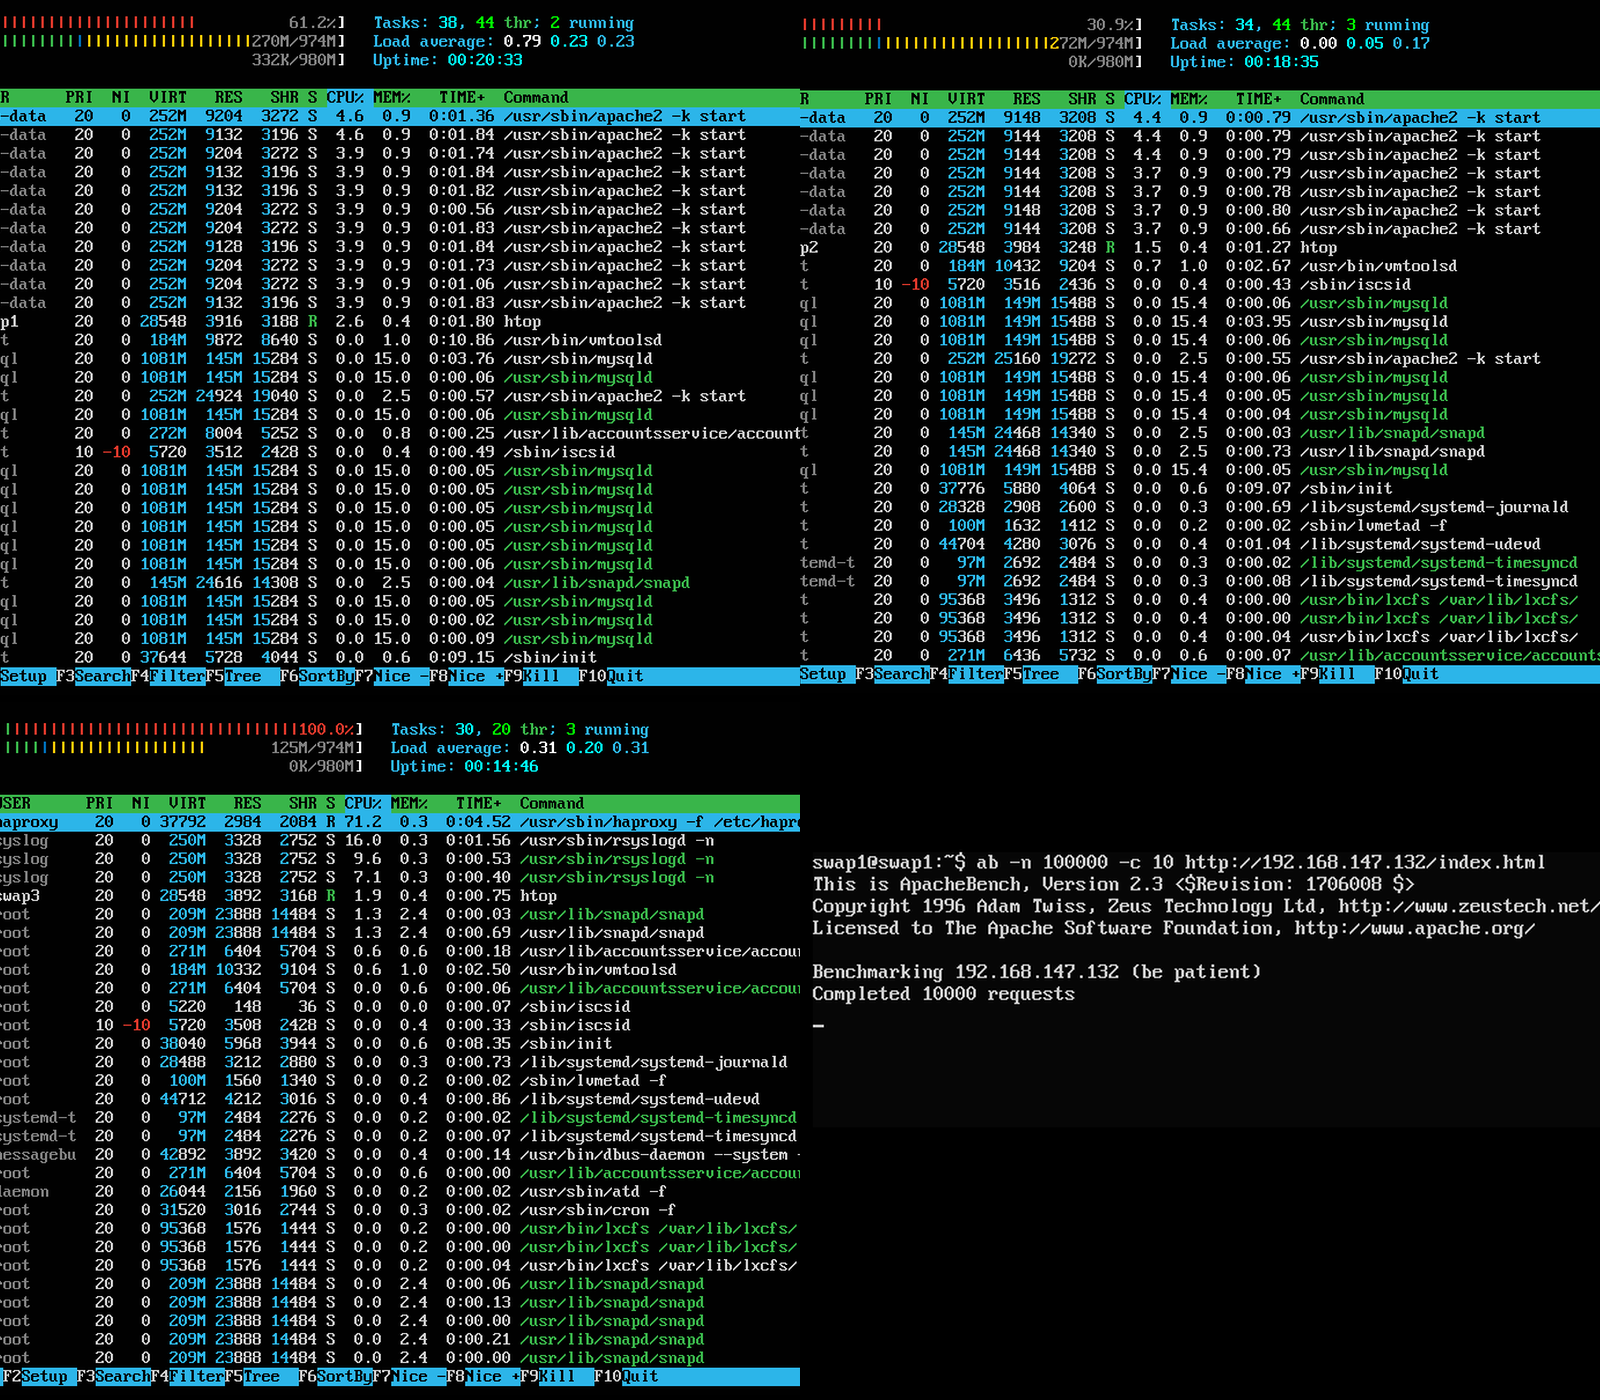 61.2%]
270M/974M]
332K/980M]
Tasks: 38, 44 thr; 2 running
Load average: 0.79 0.23 0.23
Uptime: 00:20:33
R PRI NI VIRT RES SHR S CPU% MEM% TIME+ Command
-data 20 0 252M 9204 3272 S 4.6 0.9 0:01.36 /usr/sbin/apache2 -k start
-data 20 0 252M 9132 3196 S 4.6 0.9 0:01.84 /usr/sbin/apache2 -k start
-data 20 0 252M 9204 3272 S 3.9 0.9 0:01.74 /usr/sbin/apache2 -k start
-data 20 0 252M 9132 3196 S 3.9 0.9 0:01.84 /usr/sbin/apache2 -k start
-data 20 0 252M 9132 3196 S 3.9 0.9 0:01.82 /usr/sbin/apache2 -k start
-data 20 0 252M 9204 3272 S 3.9 0.9 0:00.56 /usr/sbin/apache2 -k start
-data 20 0 252M 9204 3272 S 3.9 0.9 0:01.83 /usr/sbin/apache2 -k start
-data 20 0 252M 9128 3196 S 3.9 0.9 0:01.84 /usr/sbin/apache2 -k start
-data 20 0 252M 9204 3272 S 3.9 0.9 0:01.73 /usr/sbin/apache2 -k start
-data 20 0 252M 9204 3272 S 3.9 0.9 0:01.06 /usr/sbin/apache2 -k start
-data 20 0 252M 9132 3196 S 3.9 0.9 0:01.83 /usr/sbin/apache2 -k start
p1 20 0 28548 3916 3188 R 2.6 0.4 0:01.80 htop
t 20 0 184M 9872 8640 S 0.0 1.0 0:10.86 /usr/bin/vmtoolsd
ql 20 0 1081M 145M 15284 S 0.0 15.0 0:03.76 /usr/sbin/mysqld
ql 20 0 1081M 145M 15284 S 0.0 15.0 0:00.06 /usr/sbin/mysqld
t 20 0 252M 24924 19040 S 0.0 2.5 0:00.57 /usr/sbin/apache2 -k start
ql 20 0 1081M 145M 15284 S 0.0 15.0 0:00.06 /usr/sbin/mysqld
t 20 0 272M 8004 5252 S 0.0 0.8 0:00.25 /usr/lib/accountsservice/account
t 10 -10 5720 3512 2428 S 0.0 0.4 0:00.49 /sbin/iscsid
ql 20 0 1081M 145M 15284 S 0.0 15.0 0:00.05 /usr/sbin/mysqld
ql 20 0 1081M 145M 15284 S 0.0 15.0 0:00.05 /usr/sbin/mysqld
ql 20 0 1081M 145M 15284 S 0.0 15.0 0:00.05 /usr/sbin/mysqld
ql 20 0 1081M 145M 15284 S 0.0 15.0 0:00.05 /usr/sbin/mysqld
ql 20 0 1081M 145M 15284 S 0.0 15.0 0:00.05 /usr/sbin/mysqld
ql 20 0 1081M 145M 15284 S 0.0 15.0 0:00.06 /usr/sbin/mysqld
t 20 0 145M 24616 14308 S 0.0 2.5 0:00.04 /usr/lib/snapd/snapd
ql 20 0 1081M 145M 15284 S 0.0 15.0 0:00.05 /usr/sbin/mysqld
ql 20 0 1081M 145M 15284 S 0.0 15.0 0:00.02 /usr/sbin/mysqld
ql 20 0 1081M 145M 15284 S 0.0 15.0 0:00.09 /usr/sbin/mysqld
t 20 0 37644 5728 4044 S 0.0 0.6 0:09.15 /sbin/init
Setup F3SearchF4FilterF5Tree F6SortByF7Nice -F8Nice +F9Kill F10Quit
30.9%]
272M/974M]
0K/980M]
Tasks: 34, 44 thr; 3 running
Load average: 0.00 0.05 0.17
Uptime: 00:18:35
R PRI NI VIRT RES SHR S CPU% MEM% TIME+ Command
-data 20 0 252M 9148 3208 S 4.4 0.9 0:00.79 /usr/sbin/apache2 -k start
-data 20 0 252M 9144 3208 S 4.4 0.9 0:00.79 /usr/sbin/apache2 -k start
-data 20 0 252M 9144 3208 S 4.4 0.9 0:00.79 /usr/sbin/apache2 -k start
-data 20 0 252M 9144 3208 S 3.7 0.9 0:00.79 /usr/sbin/apache2 -k start
-data 20 0 252M 9144 3208 S 3.7 0.9 0:00.78 /usr/sbin/apache2 -k start
-data 20 0 252M 9148 3208 S 3.7 0.9 0:00.80 /usr/sbin/apache2 -k start
-data 20 0 252M 9144 3208 S 3.7 0.9 0:00.66 /usr/sbin/apache2 -k start
p2 20 0 28548 3984 3248 R 1.5 0.4 0:01.27 htop
t 20 0 184M 10432 9204 S 0.7 1.0 0:02.67 /usr/bin/vmtoolsd
t 10 -10 5720 3516 2436 S 0.0 0.4 0:00.43 /sbin/iscsid
ql 20 0 1081M 149M 15488 S 0.0 15.4 0:00.06 /usr/sbin/mysqld
ql 20 0 1081M 149M 15488 S 0.0 15.4 0:03.95 /usr/sbin/mysqld
ql 20 0 1081M 149M 15488 S 0.0 15.4 0:00.06 /usr/sbin/mysqld
t 20 0 252M 25160 19272 S 0.0 2.5 0:00.55 /usr/sbin/apache2 -k start
ql 20 0 1081M 149M 15488 S 0.0 15.4 0:00.06 /usr/sbin/mysqld
ql 20 0 1081M 149M 15488 S 0.0 15.4 0:00.05 /usr/sbin/mysqld
ql 20 0 1081M 149M 15488 S 0.0 15.4 0:00.04 /usr/sbin/mysqld
t 20 0 145M 24468 14340 S 0.0 2.5 0:00.03 /usr/lib/snapd/snapd
t 20 0 145M 24468 14340 S 0.0 2.5 0:00.73 /usr/lib/snapd/snapd
ql 20 0 1081M 149M 15488 S 0.0 15.4 0:00.05 /usr/sbin/mysqld
t 20 0 37776 5880 4064 S 0.0 0.6 0:09.07 /sbin/init
t 20 0 28328 2908 2600 S 0.0 0.3 0:00.69 /lib/systemd/systemd-journald
t 20 0 100M 1632 1412 S 0.0 0.2 0:00.02 /sbin/lvmetad -f
t 20 0 44704 4280 3076 S 0.0 0.4 0:01.04 /lib/systemd/systemd-udevd
temd-t 20 0 97M 2692 2484 S 0.0 0.3 0:00.02 /lib/systemd/systemd-timesyncd
temd-t 20 0 97M 2692 2484 S 0.0 0.3 0:00.08 /lib/systemd/systemd-timesyncd
t 20 0 95368 3496 1312 S 0.0 0.4 0:00.00 /usr/bin/lxcfs /var/lib/lxcfs/
t 20 0 95368 3496 1312 S 0.0 0.4 0:00.00 /usr/bin/lxcfs /var/lib/lxcfs/
t 20 0 95368 3496 1312 S 0.0 0.4 0:00.04 /usr/bin/lxcfs /var/lib/lxcfs/
t 20 0 271M 6436 5732 S 0.0 0.6 0:00.07 /usr/lib/accountsservice/accounts
Setup F3SearchF4FilterF5Tree F6SortByF7Nice -F8Nice +F9Kill F10Quit
100.0%]
125M/974M]
0K/980M]
Tasks: 30, 20 thr; 3 running
Load average: 0.31 0.20 0.31
Uptime: 00:14:46
USER PRI NI VIRT RES SHR S CPU% MEM% TIME+ Command
haproxy 20 0 37792 2984 2084 R 71.2 0.3 0:04.52 /usr/sbin/haproxy -f /etc/hapr
syslog 20 0 250M 3328 2752 S 16.0 0.3 0:01.56 /usr/sbin/rsyslogd -n
syslog 20 0 250M 3328 2752 S 9.6 0.3 0:00.53 /usr/sbin/rsyslogd -n
syslog 20 0 250M 3328 2752 S 7.1 0.3 0:00.40 /usr/sbin/rsyslogd -n
swap3 20 0 28548 3892 3168 R 1.9 0.4 0:00.75 htop
root 20 0 209M 23888 14484 S 1.3 2.4 0:00.03 /usr/lib/snapd/snapd
root 20 0 209M 23888 14484 S 1.3 2.4 0:00.69 /usr/lib/snapd/snapd
root 20 0 271M 6404 5704 S 0.6 0.6 0:00.18 /usr/lib/accountsservice/accou
root 20 0 184M 10332 9104 S 0.6 1.0 0:02.50 /usr/bin/vmtoolsd
root 20 0 271M 6404 5704 S 0.6 0.6 0:00.06 /usr/lib/accountsservice/accou
root 20 0 5220 148 36 S 0.0 0.0 0:00.07 /sbin/iscsid
root 10 -10 5720 3508 2428 S 0.0 0.4 0:00.33 /sbin/iscsid
root 20 0 38040 5968 3944 S 0.0 0.6 0:08.35 /sbin/init
root 20 0 28488 3212 2880 S 0.0 0.3 0:00.73 /lib/systemd/systemd-journald
root 20 0 100M 1560 1340 S 0.0 0.2 0:00.02 /sbin/lvmetad -f
root 20 0 44712 4212 3016 S 0.0 0.4 0:00.86 /lib/systemd/systemd-udevd
systemd-t 20 0 97M 2484 2276 S 0.0 0.2 0:00.02 /lib/systemd/systemd-timesyncd
systemd-t 20 0 97M 2484 2276 S 0.0 0.2 0:00.07 /lib/systemd/systemd-timesyncd
messagebu 20 0 42892 3892 3420 S 0.0 0.4 0:00.14 /usr/bin/dbus-daemon --system -
root 20 0 271M 6404 5704 S 0.0 0.6 0:00.00 /usr/lib/accountsservice/accou
daemon 20 0 26044 2156 1960 S 0.0 0.2 0:00.02 /usr/sbin/atd -f
root 20 0 31520 3016 2744 S 0.0 0.3 0:00.02 /usr/sbin/cron -f
root 20 0 95368 1576 1444 S 0.0 0.2 0:00.00 /usr/bin/lxcfs /var/lib/lxcfs/
root 20 0 95368 1576 1444 S 0.0 0.2 0:00.00 /usr/bin/lxcfs /var/lib/lxcfs/
root 20 0 95368 1576 1444 S 0.0 0.2 0:00.04 /usr/bin/lxcfs /var/lib/lxcfs/
root 20 0 209M 23888 14484 S 0.0 2.4 0:00.06 /usr/lib/snapd/snapd
root 20 0 209M 23888 14484 S 0.0 2.4 0:00.13 /usr/lib/snapd/snapd
root 20 0 209M 23888 14484 S 0.0 2.4 0:00.00 /usr/lib/snapd/snapd
root 20 0 209M 23888 14484 S 0.0 2.4 0:00.21 /usr/lib/snapd/snapd
root 20 0 209M 23888 14484 S 0.0 2.4 0:00.00 /usr/lib/snapd/snapd
F2Setup F3SearchF4FilterF5Tree F6SortByF7Nice -F8Nice +F9Kill F10Quit
swap1@swap1:~$ ab -n 100000 -c 10 http://192.168.147.132/index.html
This is ApacheBench, Version 2.3 <$Revision: 1706008 $>
Copyright 1996 Adam Twiss, Zeus Technology Ltd, http://www.zeustech.net/
Licensed to The Apache Software Foundation, http://www.apache.org/
Benchmarking 192.168.147.132 (be patient)
Completed 10000 requests